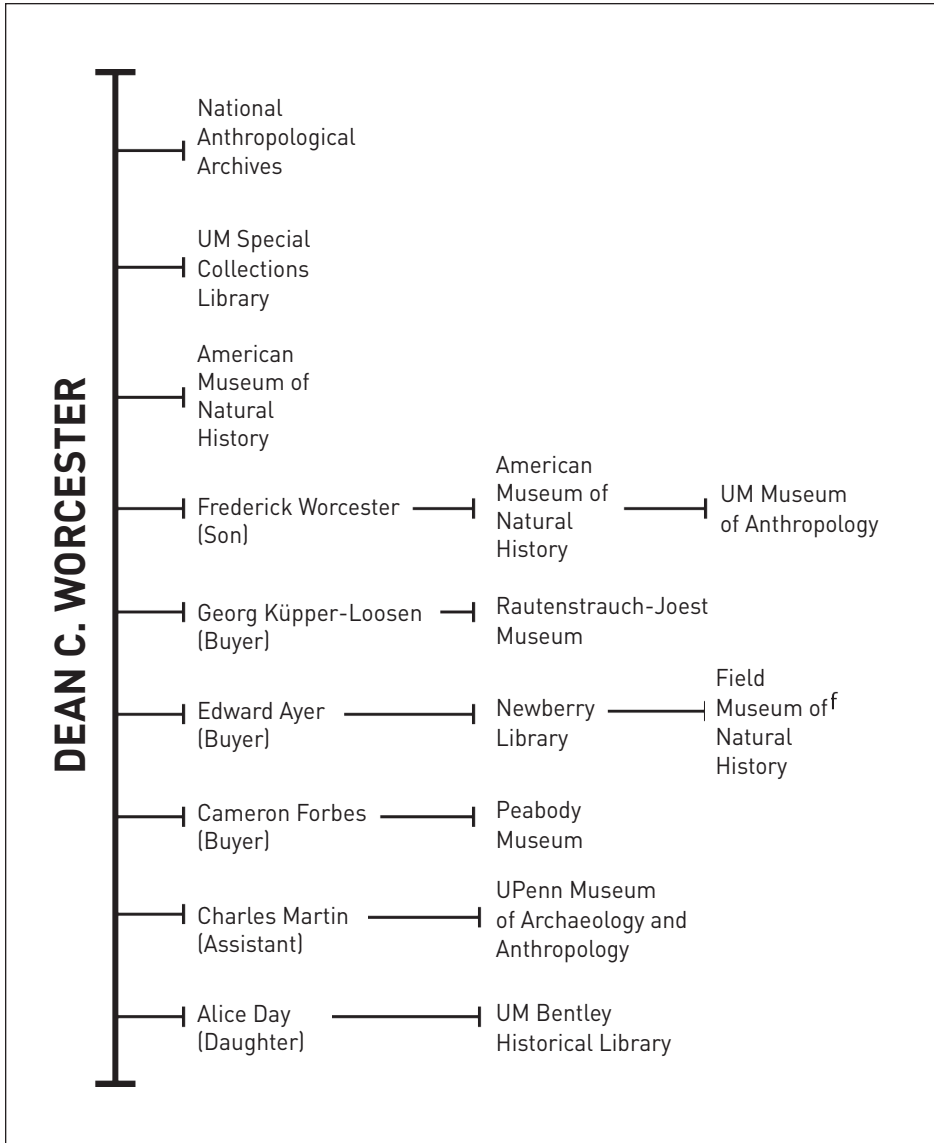 DEAN C. WORCESTER
National
Anthropological
Archives
UM Special
Collections
Library
American
Museum of
Natural
History
Frederick Worcester
(Son)
American
Museum of
Natural
History
UM Museum
of Anthropology
Georg Küpper-Loosen
(Buyer)
Rautenstrauch-Joest
Museum
Edward Ayer
(Buyer)
Newberry
Library
Field
Museum of f
Natural
History
Cameron Forbes
(Buyer)
Peabody
Museum
Charles Martin
(Assistant)
UPenn Museum
of Archaeology and
Anthropology
Alice Day
(Daughter)
UM Bentley
Historical Library